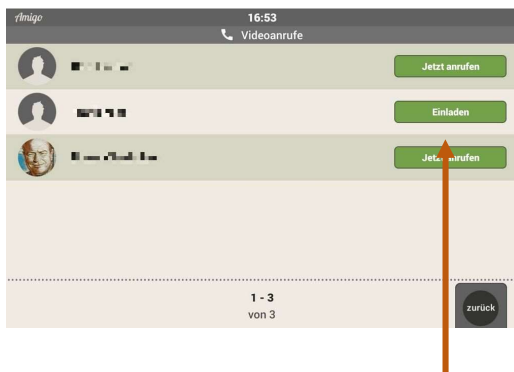 Amigo
16:53
Videoanrufe
Jetzt anrufen
Einladen
Jetzt anrufen
1 - 3
von 3
zurück